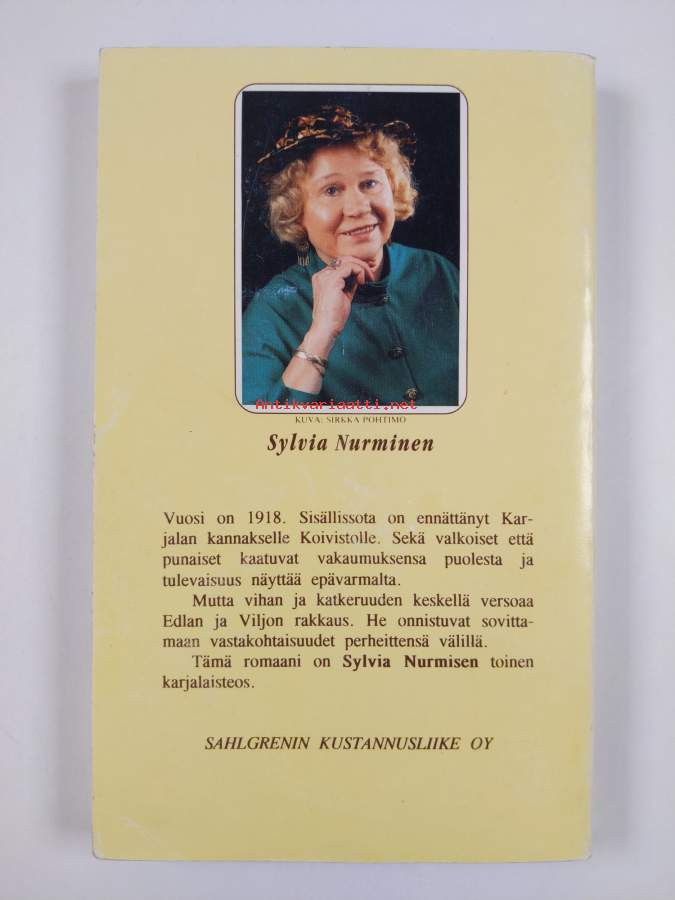 Antikvariaatti.net
KUVA: SIRKKA POHTIMO
Sylvia Nurminen
Vuosi on 1918. Sisällissota on ennättänyt Kar-
jalan kannakselle Koivistolle. Sekä valkoiset että
punaiset kaatuvat vakaumuksensa puolesta ja
tulevaisuus näyttää epävarmalta.
Mutta vihan ja katkeruuden keskellä versoaa
Edlan ja Viljon rakkaus. He onnistuvat sovitta-
maan vastakohtaisuudet perheittensä välillä.
Tämä romaani on Sylvia Nurmisen toinen
karjalaisteos.
SAHLGRENIN KUSTANNUSLIIKE OY